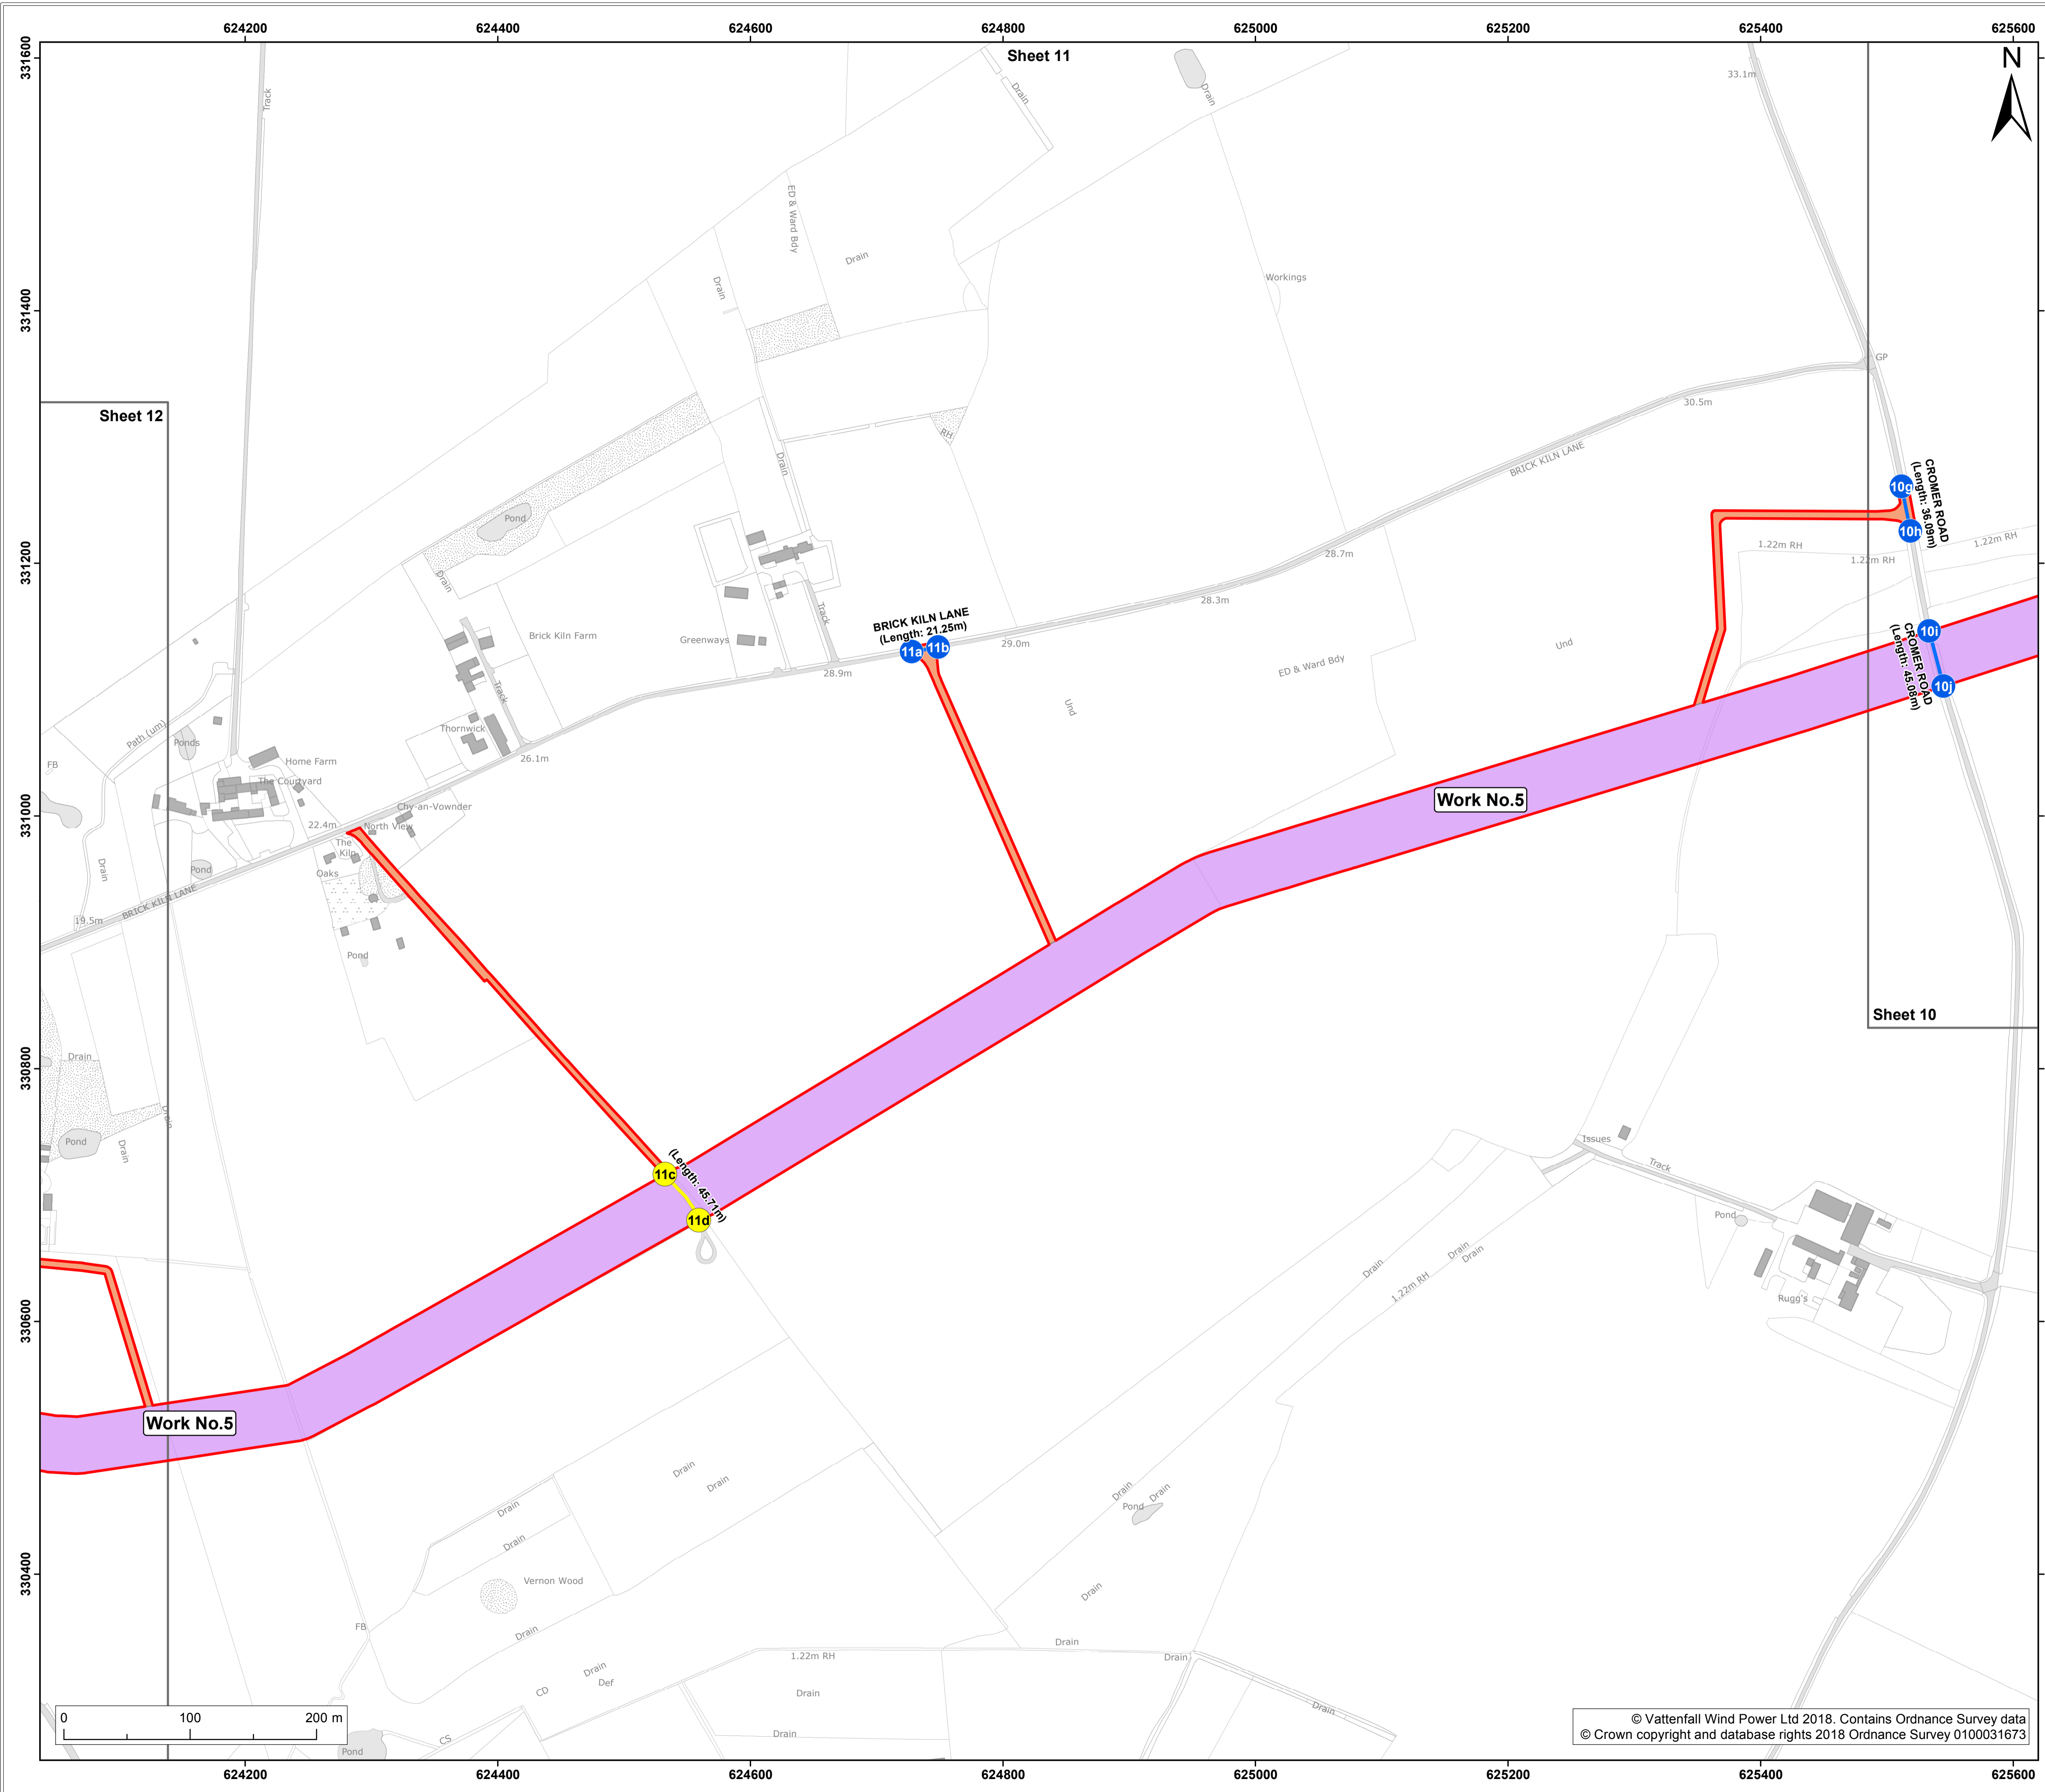 624200 624400 624600 624800 625000 625200 625400 625600
331600
331400
331200
331000
330800
330600
330400
Sheet 11
N
33.1m
Track
Drain
Drain
ED & Ward Bdy
Drain
Drain
Workings
GP
Sheet 12
30.5m
RH
BRICK KILN LANE
Drain
Pond
10g
CROMER ROAD
(Length: 36.09m)
10h
1.22m RH
1.22m RH
1.22m RH
28.7m
Drain
28.3m
Track
BRICK KILN LANE
(Length: 21.25m)
11a
11b
Brick Kiln Farm
Greenways
29.0m
Und
ED & Ward Bdy
28.9m
10i
CROMER ROAD
(Length: 45.08m)
10j
Track
Und
Thornwick
Path (um)
Ponds
26.1m
FB
Home Farm
The Courtyard
Chy-an-Vownder
22.4m
North View
The
Kiln
Oaks
Work No.5
Drain
Pond
BRICK KILN LANE
19.5m
Pond
Sheet 10
Drain
Drain
Pond
Drain
Issues
Track
(Length: 45.71m)
11c
11d
Pond
Drain
Drain
Drain
1.22m RH
Rugg's
Work No.5
Drain
Drain
Drain
Drain
Drain
Drain
Pond
Vernon Wood
Drain
FB
Drain
Drain
1.22m RH
Drain
Drain
Def
CD
Drain
Drain
CS
Drain
Pond
0 100 200 m
© Vattenfall Wind Power Ltd 2018. Contains Ordnance Survey data
© Crown copyright and database rights 2018 Ordnance Survey 0100031673
624200 624400 624600 624800 625000 625200 625400 625600